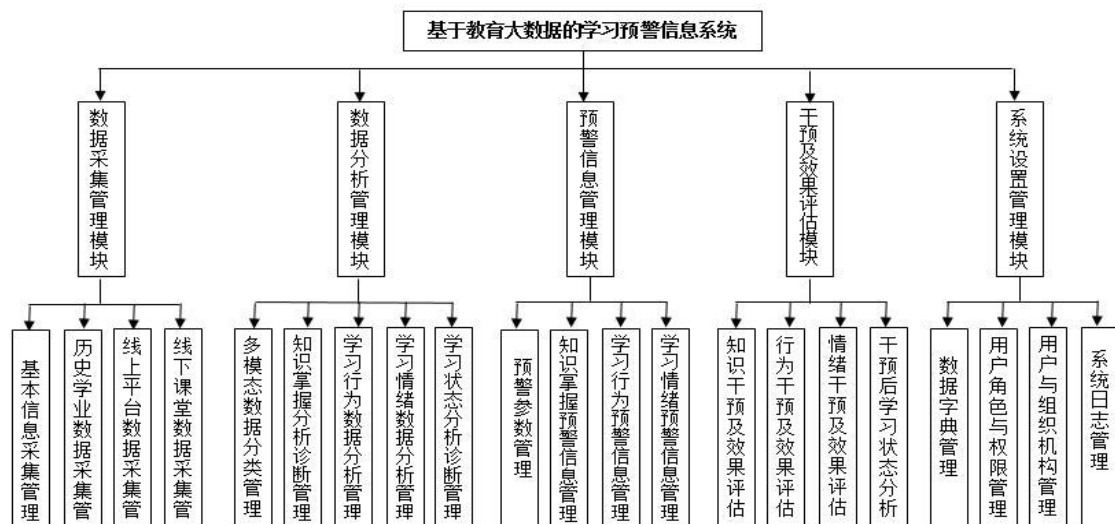 基于教育大数据的学习预警信息系统
数据采集管理模块
数据分析管理模块
预警信息管理模块
干预及效果评估模块
系统设置管理模块
基本信息采集管理
历史学业数据采集管
线上平台数据采集管
线下课堂数据采集管
多模态数据分类管理
知识掌握分析诊断管理
学习行为数据分析管理
学习情绪数据分析管理
学习状态分析诊断管理
预警参数管理
知识掌握预警信息管理
学习行为预警信息管理
学习情绪预警信息管理
知识干预及效果评估
行为干预及效果评估
情绪干预及效果评估
干预后学习状态分析
数据字典管理
用户角色与权限管理
用户与组织机构管理
系统日志管理